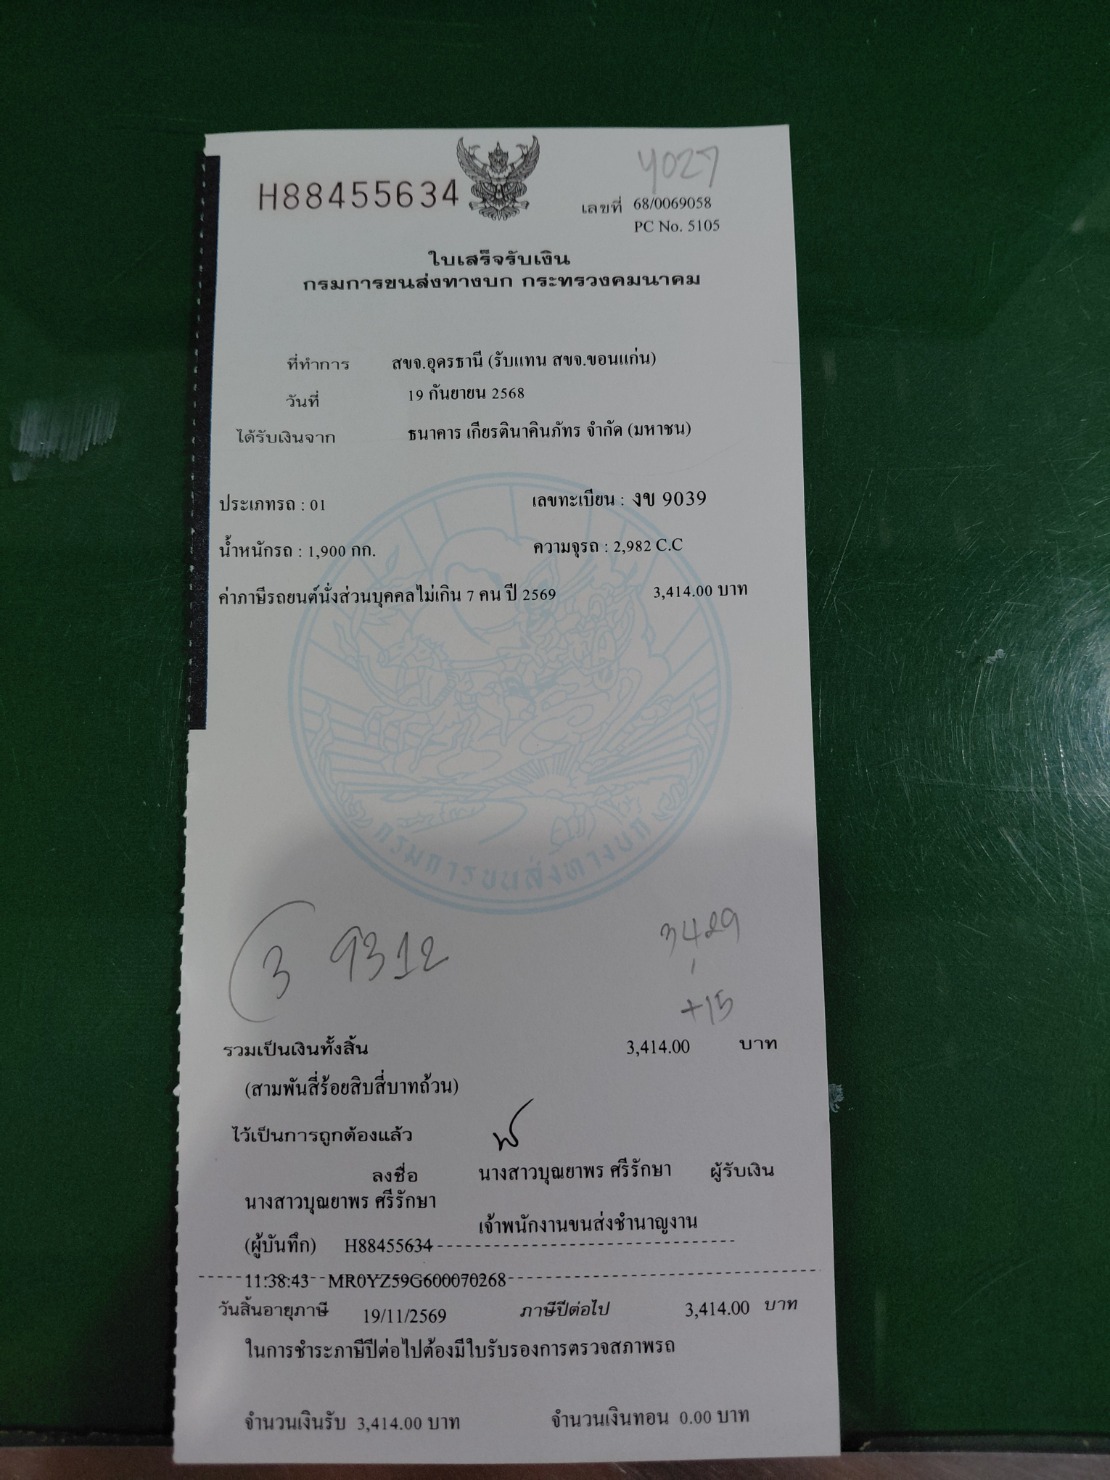 4027
H88455634
เลขที่ 68/0069058
PC No. 5105
ใบเสร็จรับเงิน
กรมการขนส่งทางบก กระทรวงคมนาคม
ที่ทำการ สขจ.อุดรธานี (รับแทน สขจ.ขอนแก่น)
วันที่ 19 กันยายน 2568
ได้รับเงินจาก ธนาคาร เกียรตินาคินภัทร จำกัด (มหาชน)
ประเภทรถ : 01 เลขทะเบียน : งข 9039
น้ำหนักรถ : 1,900 กก. ความจุรถ : 2,982 C.C
ค่าภาษีรถยนต์นั่งส่วนบุคคลไม่เกิน 7 คน ปี 2569 3,414.00 บาท
กรมการขนส่งทางบก
3 9312 3429
+15
รวมเป็นเงินทั้งสิ้น 3,414.00 บาท
(สามพันสี่ร้อยสิบสี่บาทถ้วน)
ไว้เป็นการถูกต้องแล้ว
ลงชื่อ นางสาวบุณยาพร ศรีรักษา ผู้รับเงิน
นางสาวบุณยาพร ศรีรักษา
เจ้าพนักงานขนส่งชำนาญงาน
(ผู้บันทึก) H88455634
11:38:43 MR0YZ59G600070268
วันสิ้นอายุภาษี 19/11/2569 ภาษีปีต่อไป 3,414.00 บาท
ในการชำระภาษีปีต่อไปต้องมีใบรับรองการตรวจสภาพรถ
จำนวนเงินรับ 3,414.00 บาท จำนวนเงินทอน 0.00 บาท